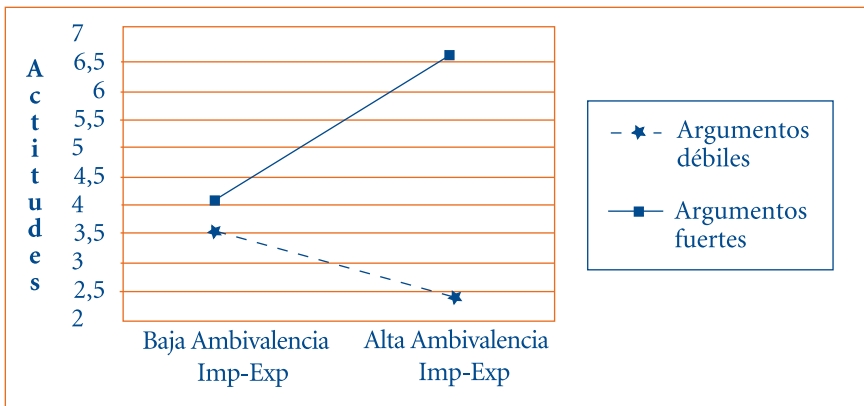 Actitudes
7
6,5
6
5,5
5
4,5
4
3,5
3
2,5
2
Baja Ambivalencia
Imp-Exp
Alta Ambivalencia
Imp-Exp
Argumentos
débiles
Argumentos
fuertes